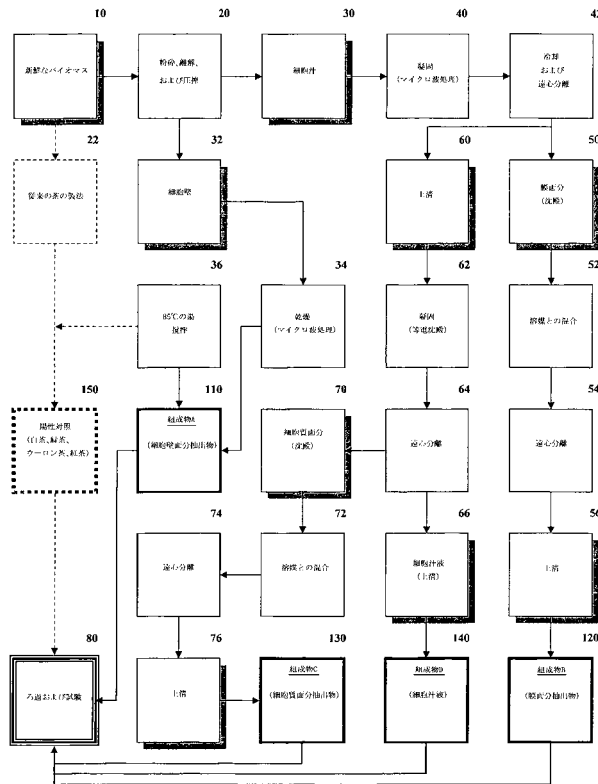 10
20
30
40
42
新鮮なバイオマス
粉砕、離解、
および圧搾
細胞汁
凝固
(マイクロ波処理)
冷却
および
遠心分離
22
32
60
50
従来の茶の製法
細胞壁
上清
膜画分
(沈殿)
36
34
62
52
85℃の湯
撹拌
乾燥
(マイクロ波処理)
凝固
(等電沈殿)
溶媒との混合
150
110
70
64
54
陽性対照
(白茶、緑茶、
ウーロン茶、紅茶)
組成物A
(細胞壁画分抽出物)
細胞質画分
(沈殿)
遠心分離
遠心分離
74
72
66
56
遠心分離
溶媒との混合
細胞汁液
(上清)
上清
80
76
130
140
120
ろ過および試験
上清
組成物C
(細胞質画分抽出物)
組成物D
(細胞汁液)
組成物B
(膜画分抽出物)